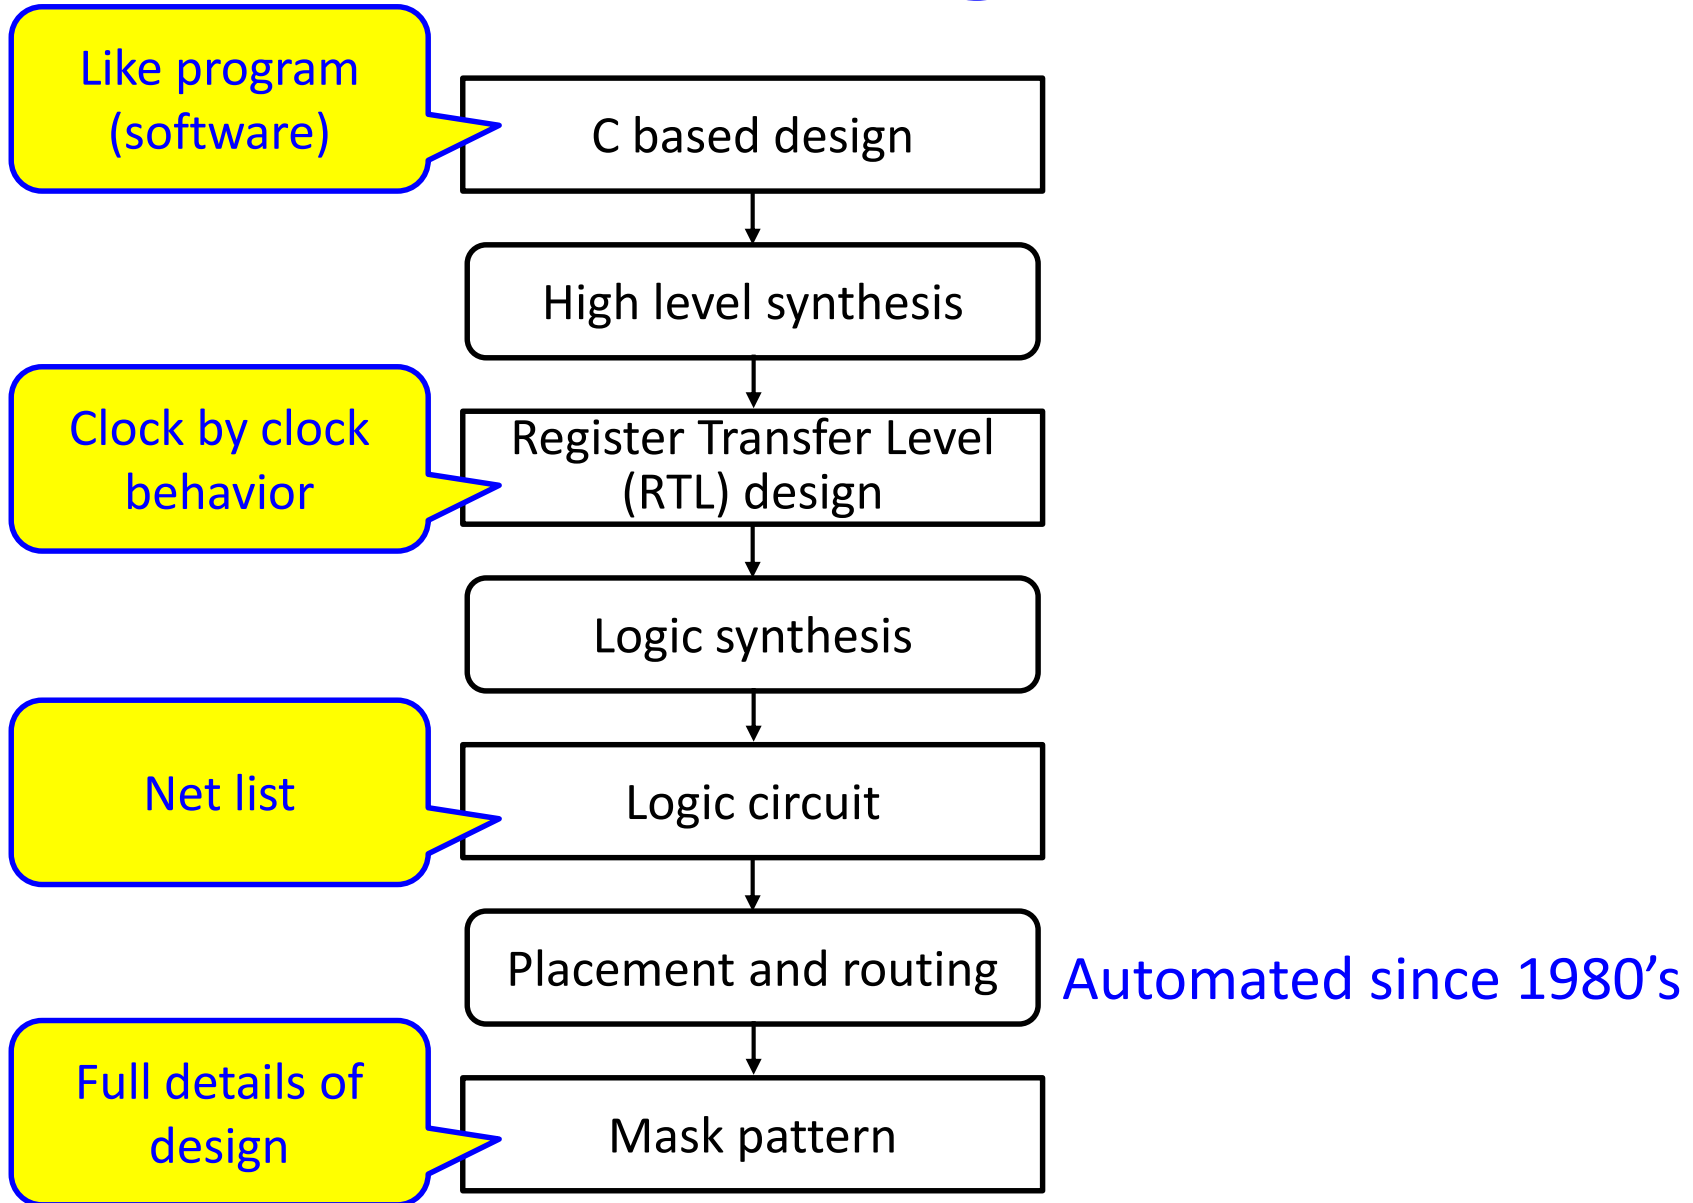 Like program
(software)
C based design
High level synthesis
Clock by clock
behavior
Register Transfer Level
(RTL) design
Logic synthesis
Net list
Logic circuit
Placement and routing
Automated since 1980’s
Full details of
design
Mask pattern